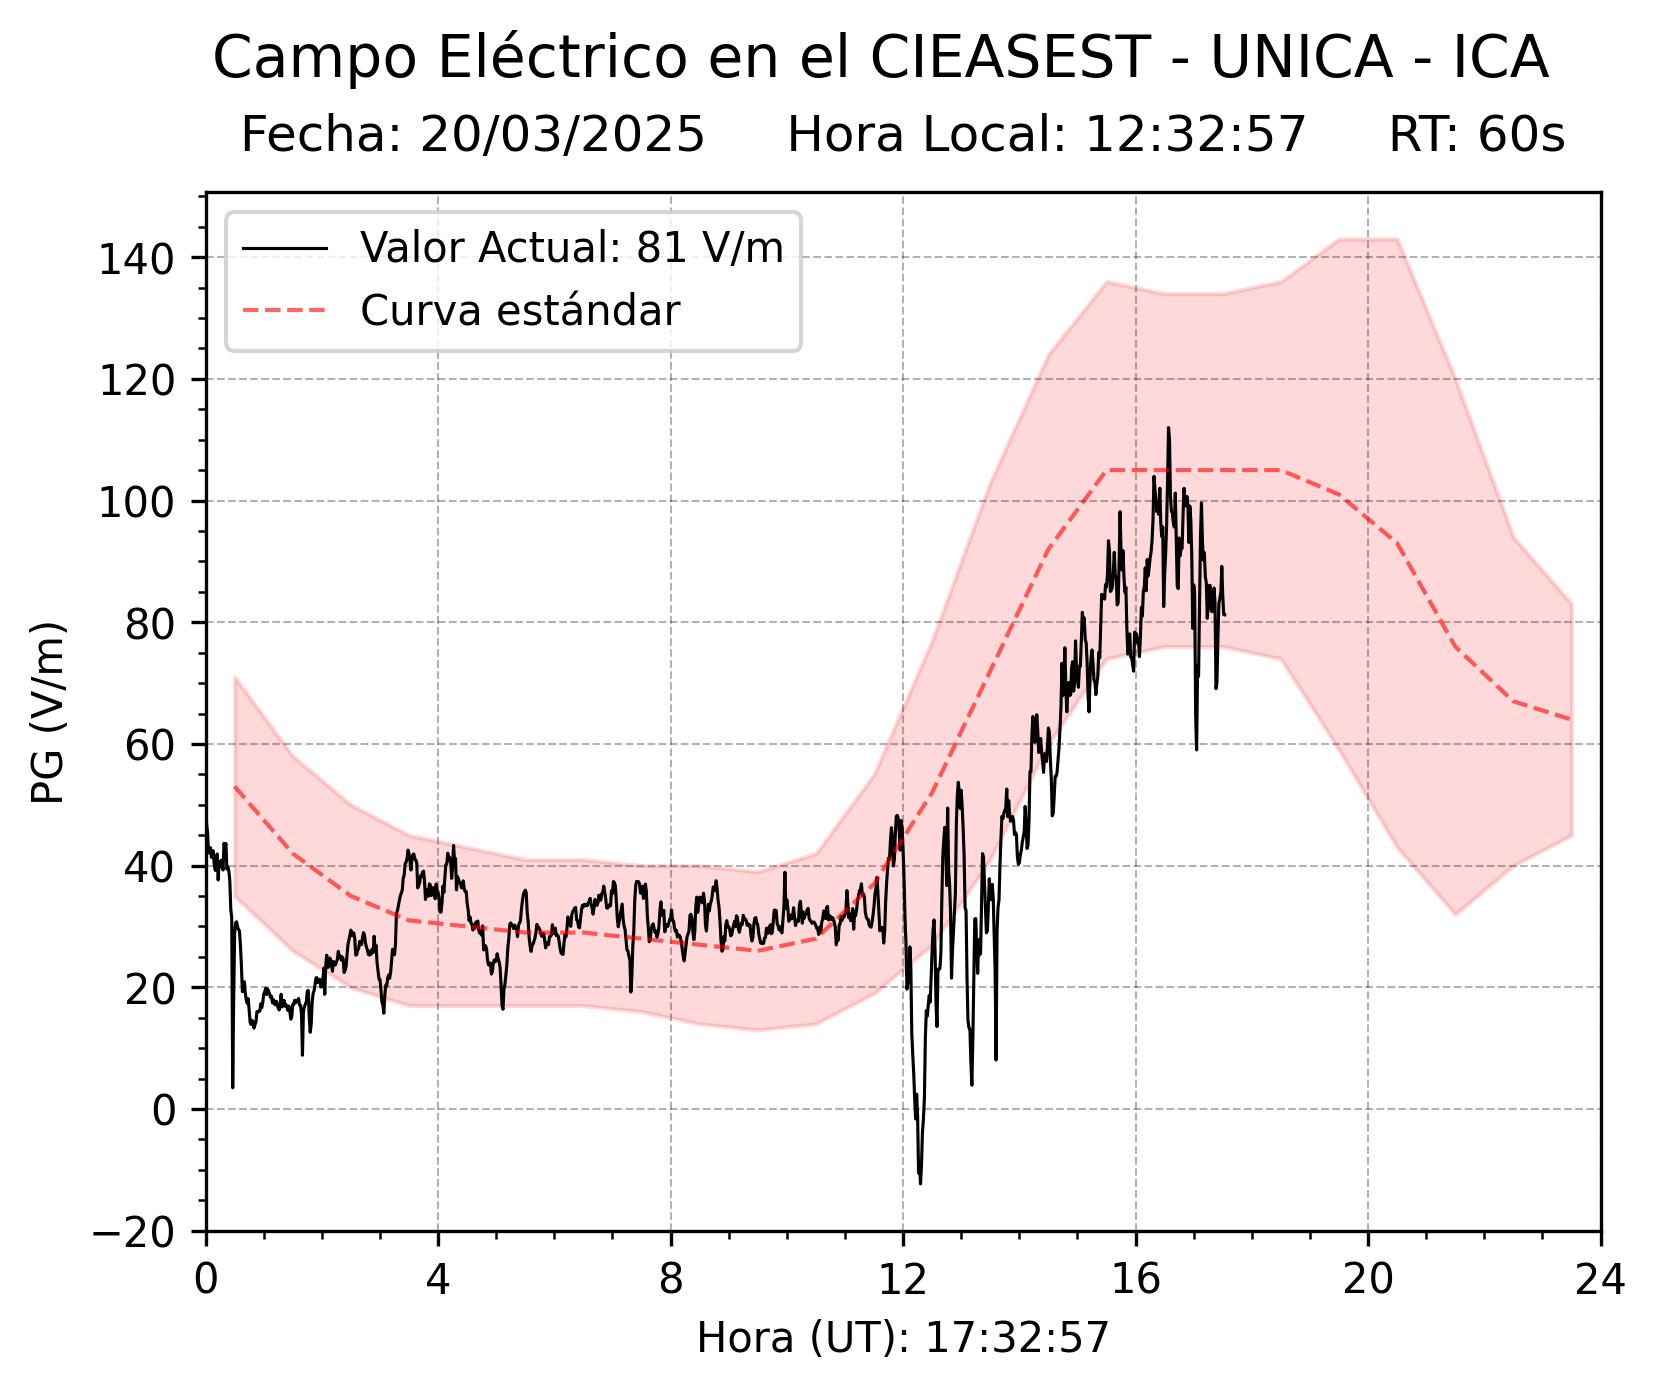 Campo Eléctrico en el CIEASEST - UNICA - ICA
Fecha: 20/03/2025 Hora Local: 12:32:57 RT: 60s
Valor Actual: 81 V/m
Curva estándar
PG (V/m)
140
120
100
80
60
40
20
0
−20
0 4 8 12 16 20 24
Hora (UT): 17:32:57